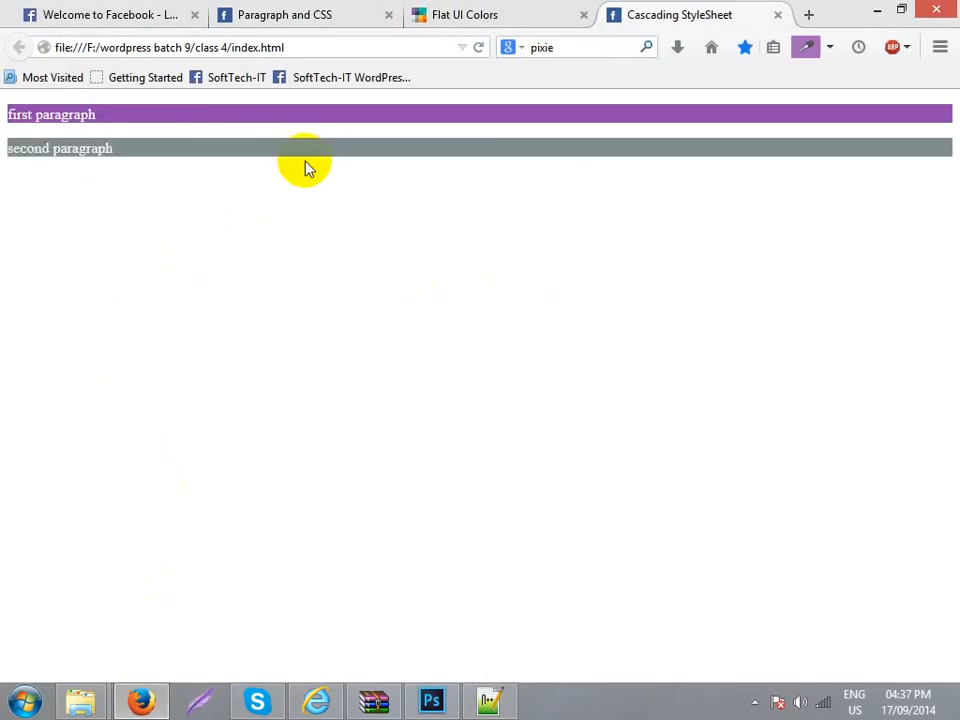 Welcome to Facebook - L...
Paragraph and CSS
Flat UI Colors
Cascading StyleSheet
file:///F:/wordpress batch 9/class 4/index.html
pixie
ABP
Most Visited
Getting Started
SoftTech-IT
SoftTech-IT WordPres...
first paragraph
second paragraph
Ps
ENG
US
04:37 PM
17/09/2014